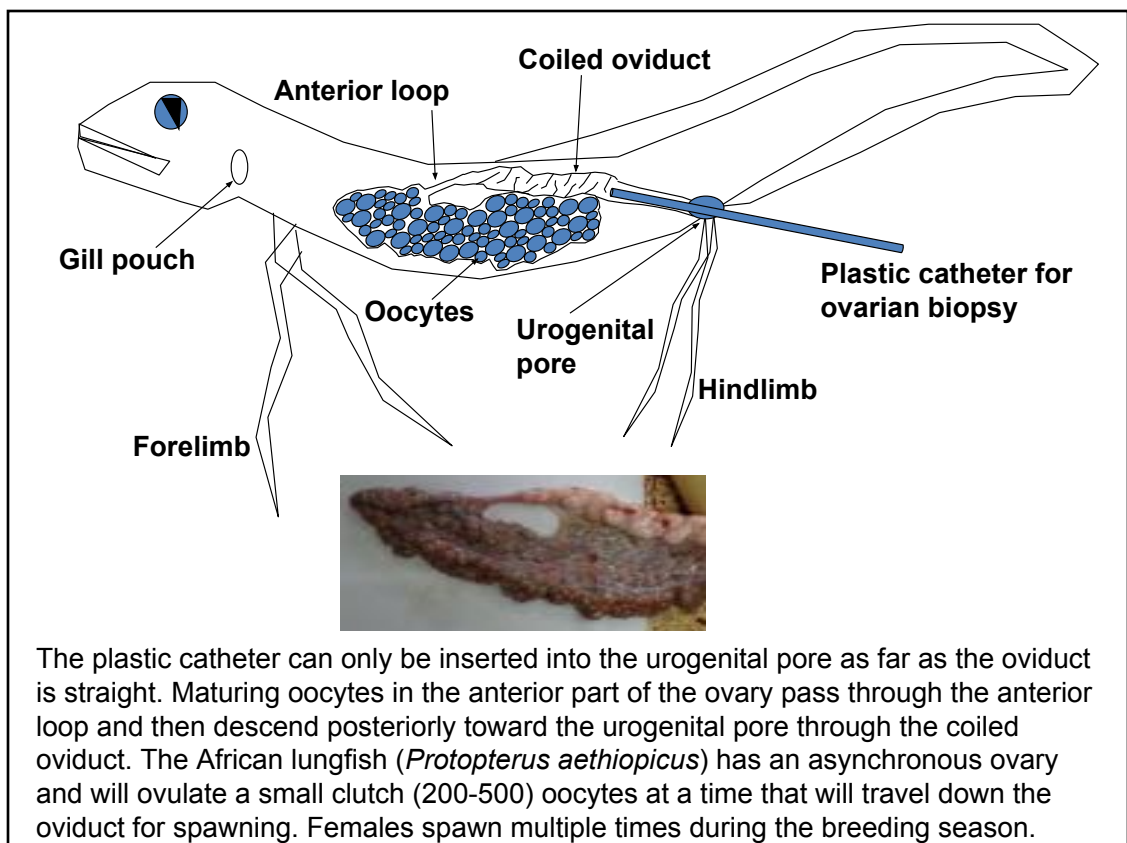 Coiled oviduct
Anterior loop
Gill pouch
Oocytes
Urogenital
pore
Plastic catheter for
ovarian biopsy
Hindlimb
Forelimb
The plastic catheter can only be inserted into the urogenital pore as far as the oviduct
is straight. Maturing oocytes in the anterior part of the ovary pass through the anterior
loop and then descend posteriorly toward the urogenital pore through the coiled
oviduct. The African lungfish (Protopterus aethiopicus) has an asynchronous ovary
and will ovulate a small clutch (200-500) oocytes at a time that will travel down the
oviduct for spawning. Females spawn multiple times during the breeding season.